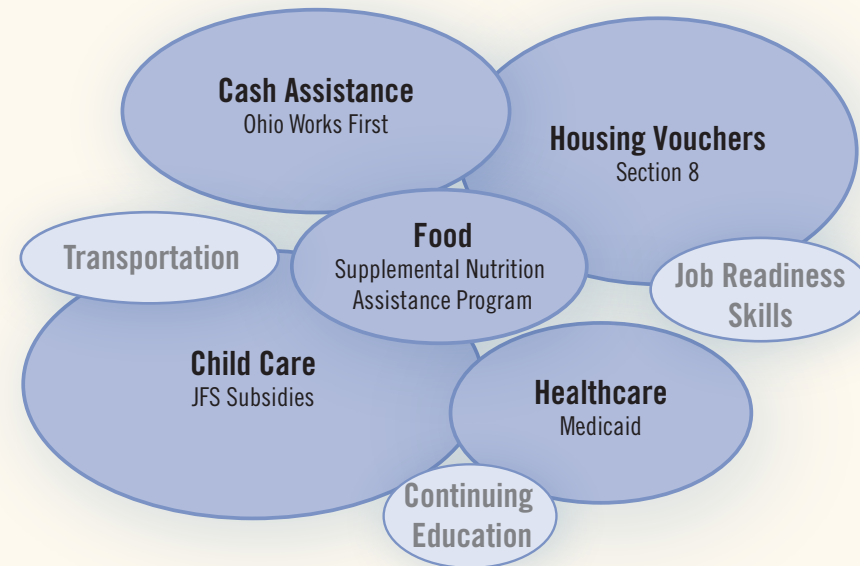 Cash Assistance
Ohio Works First
Housing Vouchers
Section 8
Transportation
Food
Supplemental Nutrition
Assistance Program
Job Readiness
Skills
Child Care
JFS Subsidies
Healthcare
Medicaid
Continuing
Education